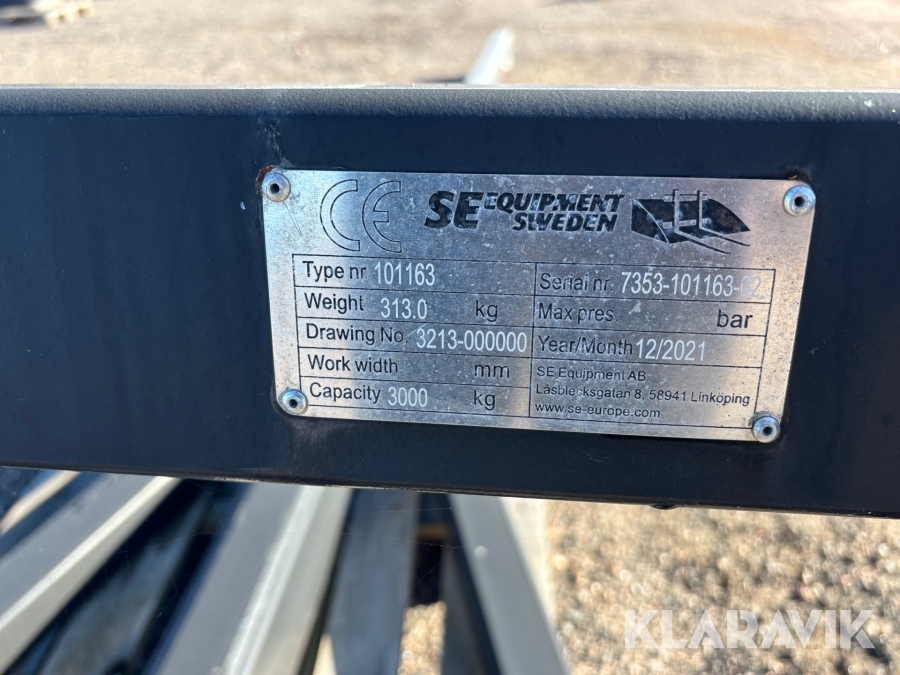 CE
SE EQUIPMENT
SWEDEN
Type nr 101163
Serial nr. 7353-101163-02
Weight 313.0 kg
Max pres. bar
Drawing No. 3213-000000
Year/Month 12/2021
Work width mm
SE Equipment AB
Låsblecksgatan 8, 58941 Linköping
Capacity 3000 kg
www.se-europe.com
KLARAVIK